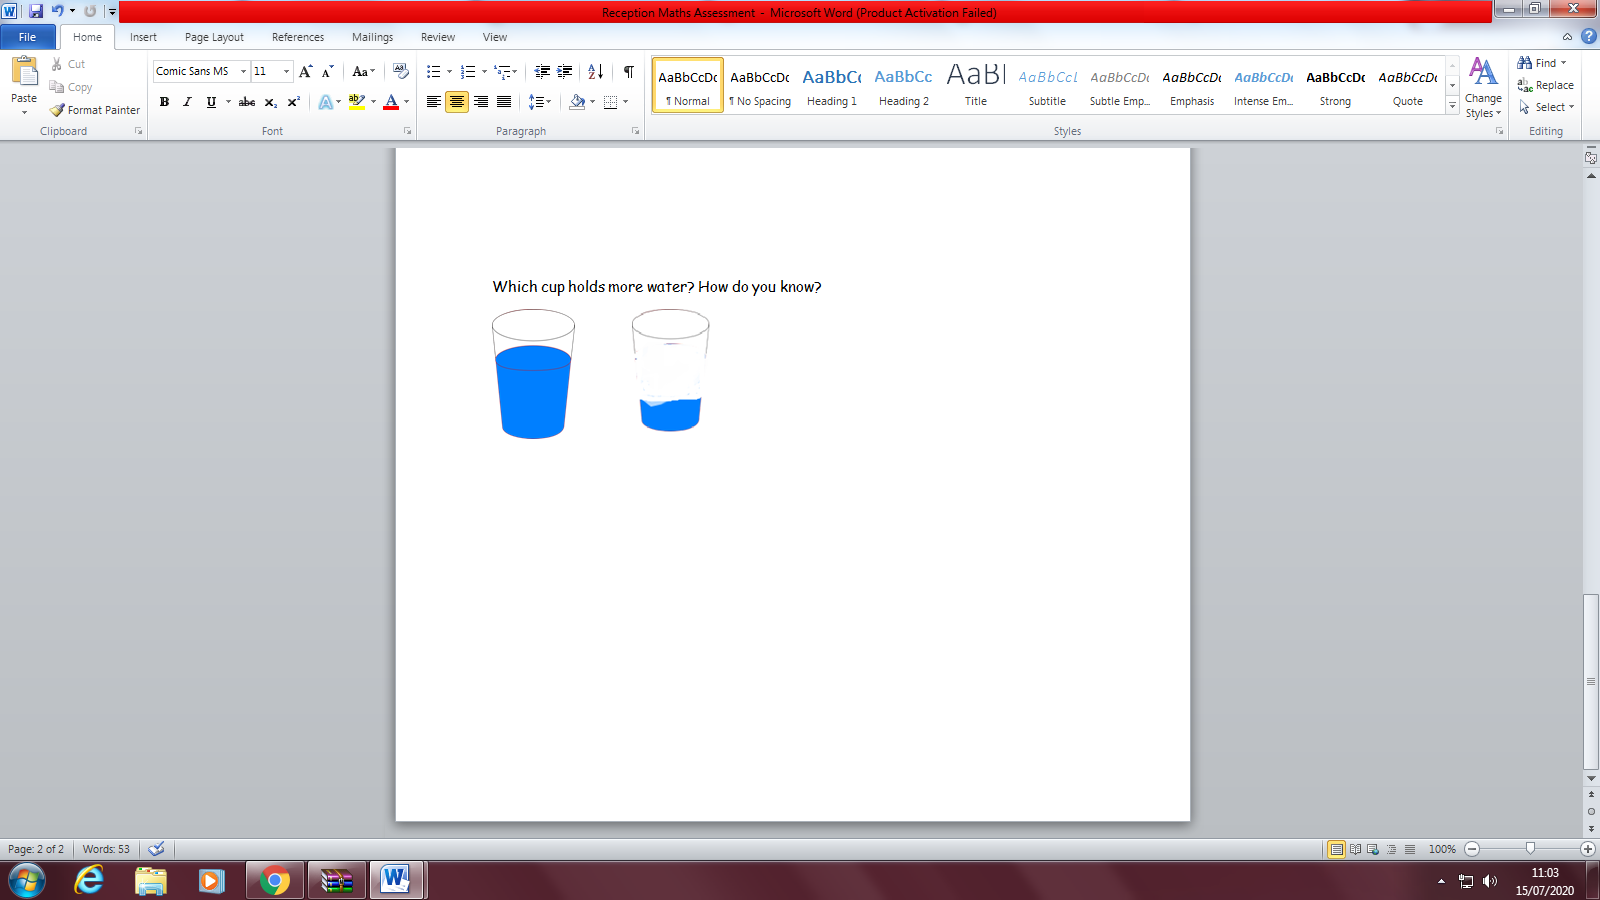 Reception Maths Assessment - Microsoft Word (Product Activation Failed)
File Home Insert Page Layout References Mailings Review View
Paste
Cut
Copy
Format Painter
Clipboard
Comic Sans MS 11
Font
Paragraph
AaBbCcDc AaBbCcDc AaBbCc AaBbCc AaBl AaBbCcL AaBbCcDc AaBbCcDc AaBbCcDc AaBbCcDc AaBbCcDc
¶ Normal ¶ No Spacing Heading 1 Heading 2 Title Subtitle Subtle Emp... Emphasis Intense Em... Strong Quote
Styles
Change
Styles
Find
Replace
Select
Editing
Which cup holds more water? How do you know?
Page: 2 of 2 Words: 53
100%
11:03
15/07/2020